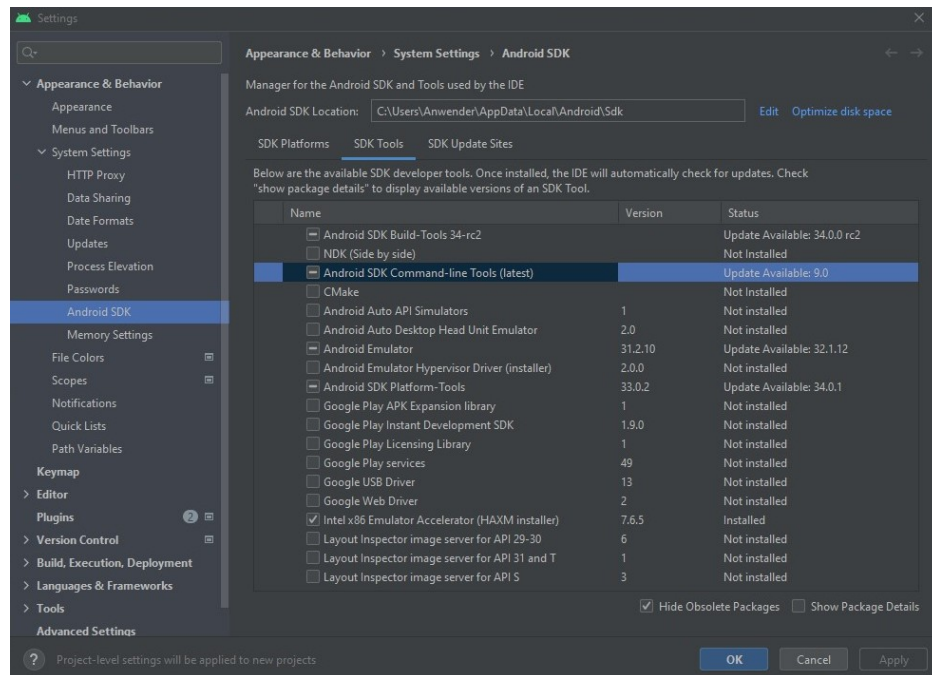 Settings
Appearance & Behavior
Appearance
Menus and Toolbars
System Settings
HTTP Proxy
Data Sharing
Date Formats
Updates
Process Elevation
Passwords
Android SDK
Memory Settings
File Colors
Scopes
Notifications
Quick Lists
Path Variables
Keymap
Editor
Plugins 2
Version Control
Build, Execution, Deployment
Languages & Frameworks
Tools
Advanced Settings
Appearance & Behavior > System Settings > Android SDK
Manager for the Android SDK and Tools used by the IDE
Android SDK Location: C:\Users\Anwender\AppData\Local\Android\Sdk Edit Optimize disk space
SDK Platforms SDK Tools SDK Update Sites
Below are the available SDK developer tools. Once installed, the IDE will automatically check for updates. Check
"show package details" to display available versions of an SDK Tool.
Name Version Status
Android SDK Build-Tools 34-rc2 Update Available: 34.0.0 rc2
NDK (Side by side) Not Installed
Android SDK Command-line Tools (latest) Update Available: 9.0
CMake Not Installed
Android Auto API Simulators 1 Not installed
Android Auto Desktop Head Unit Emulator 2.0 Not installed
Android Emulator 31.2.10 Update Available: 32.1.12
Android Emulator Hypervisor Driver (installer) 2.0.0 Not installed
Android SDK Platform-Tools 33.0.2 Update Available: 34.0.1
Google Play APK Expansion library 1 Not installed
Google Play Instant Development SDK 1.9.0 Not installed
Google Play Licensing Library 1 Not installed
Google Play services 49 Not installed
Google USB Driver 13 Not installed
Google Web Driver 2 Not installed
Intel x86 Emulator Accelerator (HAXM installer) 7.6.5 Installed
Layout Inspector image server for API 29-30 6 Not installed
Layout Inspector image server for API 31 and T 1 Not installed
Layout Inspector image server for API S 3 Not installed
Hide Obsolete Packages Show Package Details
? Project-level settings will be applied to new projects
OK Cancel Apply